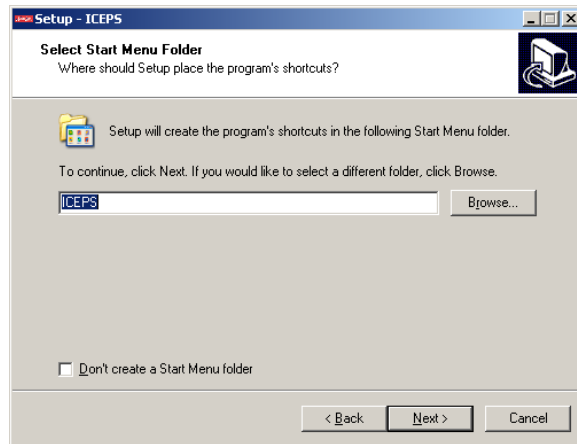 Setup - ICEPS
Select Start Menu Folder
Where should Setup place the program's shortcuts?
Setup will create the program's shortcuts in the following Start Menu folder.
To continue, click Next. If you would like to select a different folder, click Browse.
ICEPS
Browse...
Don't create a Start Menu folder
< Back
Next >
Cancel